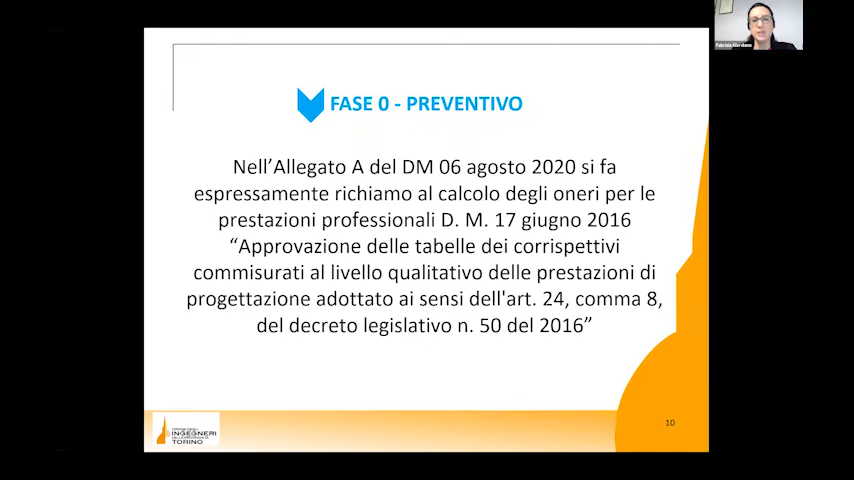 Fabrizia Giordano
FASE 0 - PREVENTIVO
Nell’Allegato A del DM 06 agosto 2020 si fa
espressamente richiamo al calcolo degli oneri per le
prestazioni professionali D. M. 17 giugno 2016
“Approvazione delle tabelle dei corrispettivi
commisurati al livello qualitativo delle prestazioni di
progettazione adottato ai sensi dell'art. 24, comma 8,
del decreto legislativo n. 50 del 2016”
INGEGNERI
TORINO
10